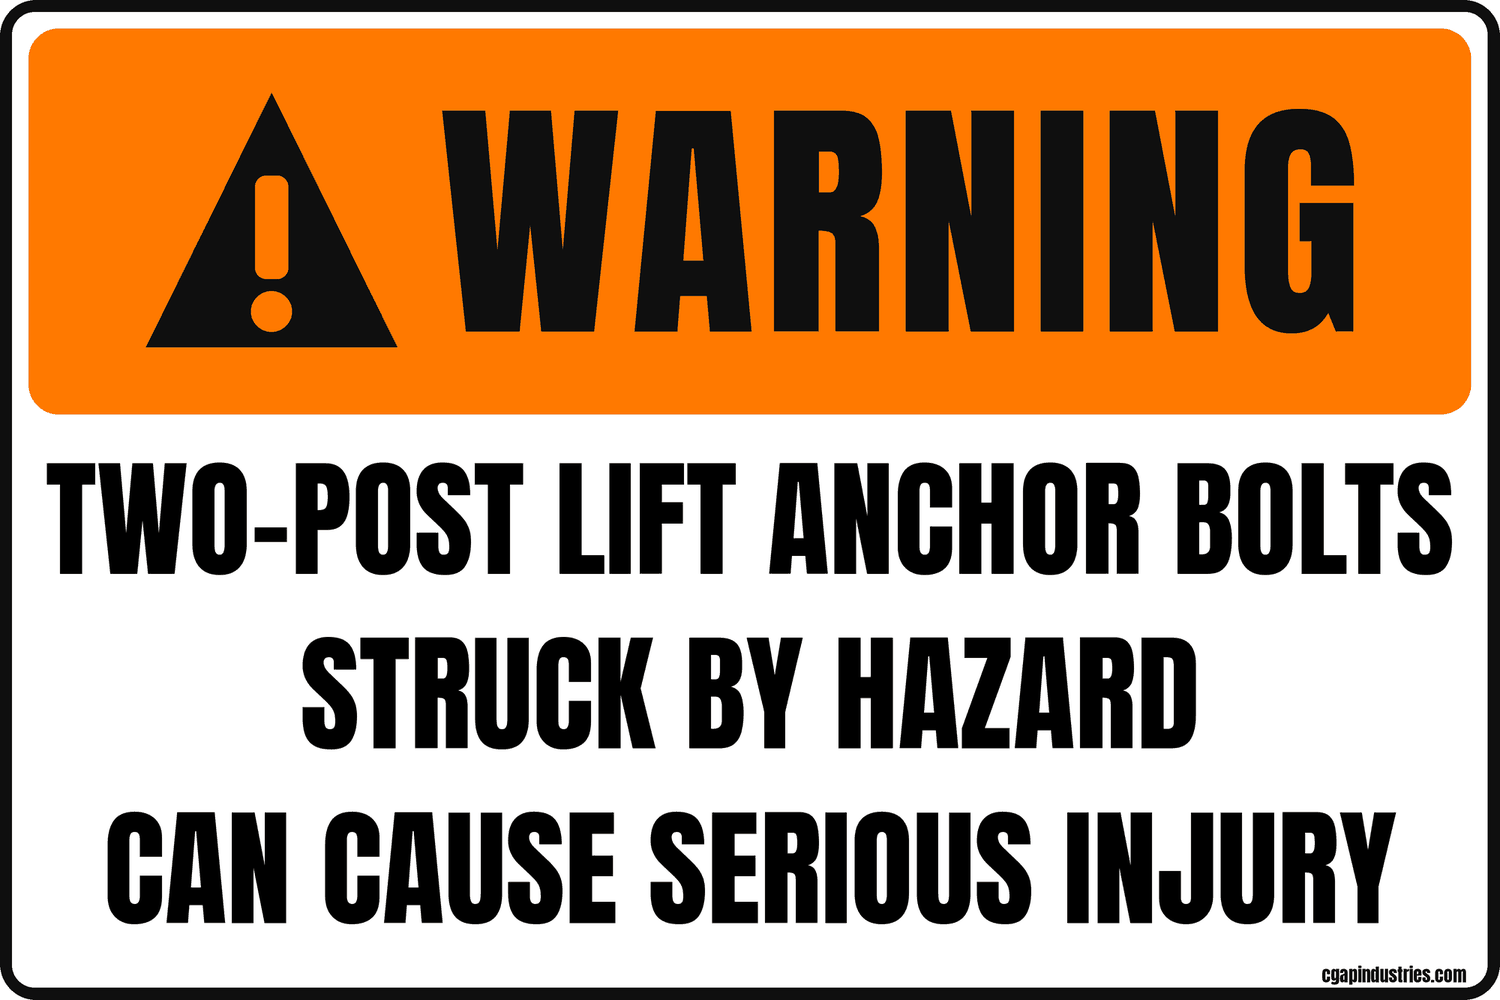 WARNING
TWO-POST LIFT ANCHOR BOLTS
STRUCK BY HAZARD
CAN CAUSE SERIOUS INJURY
cgapindustries.com